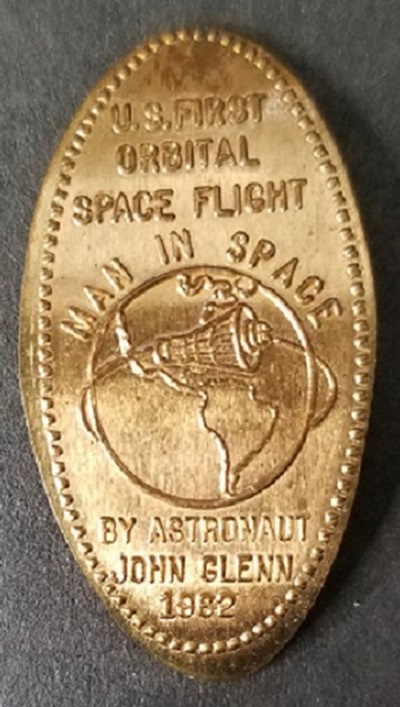 U.S. FIRST
ORBITAL
SPACE FLIGHT
MAN IN SPACE
BY ASTRONAUT
JOHN GLENN
1962